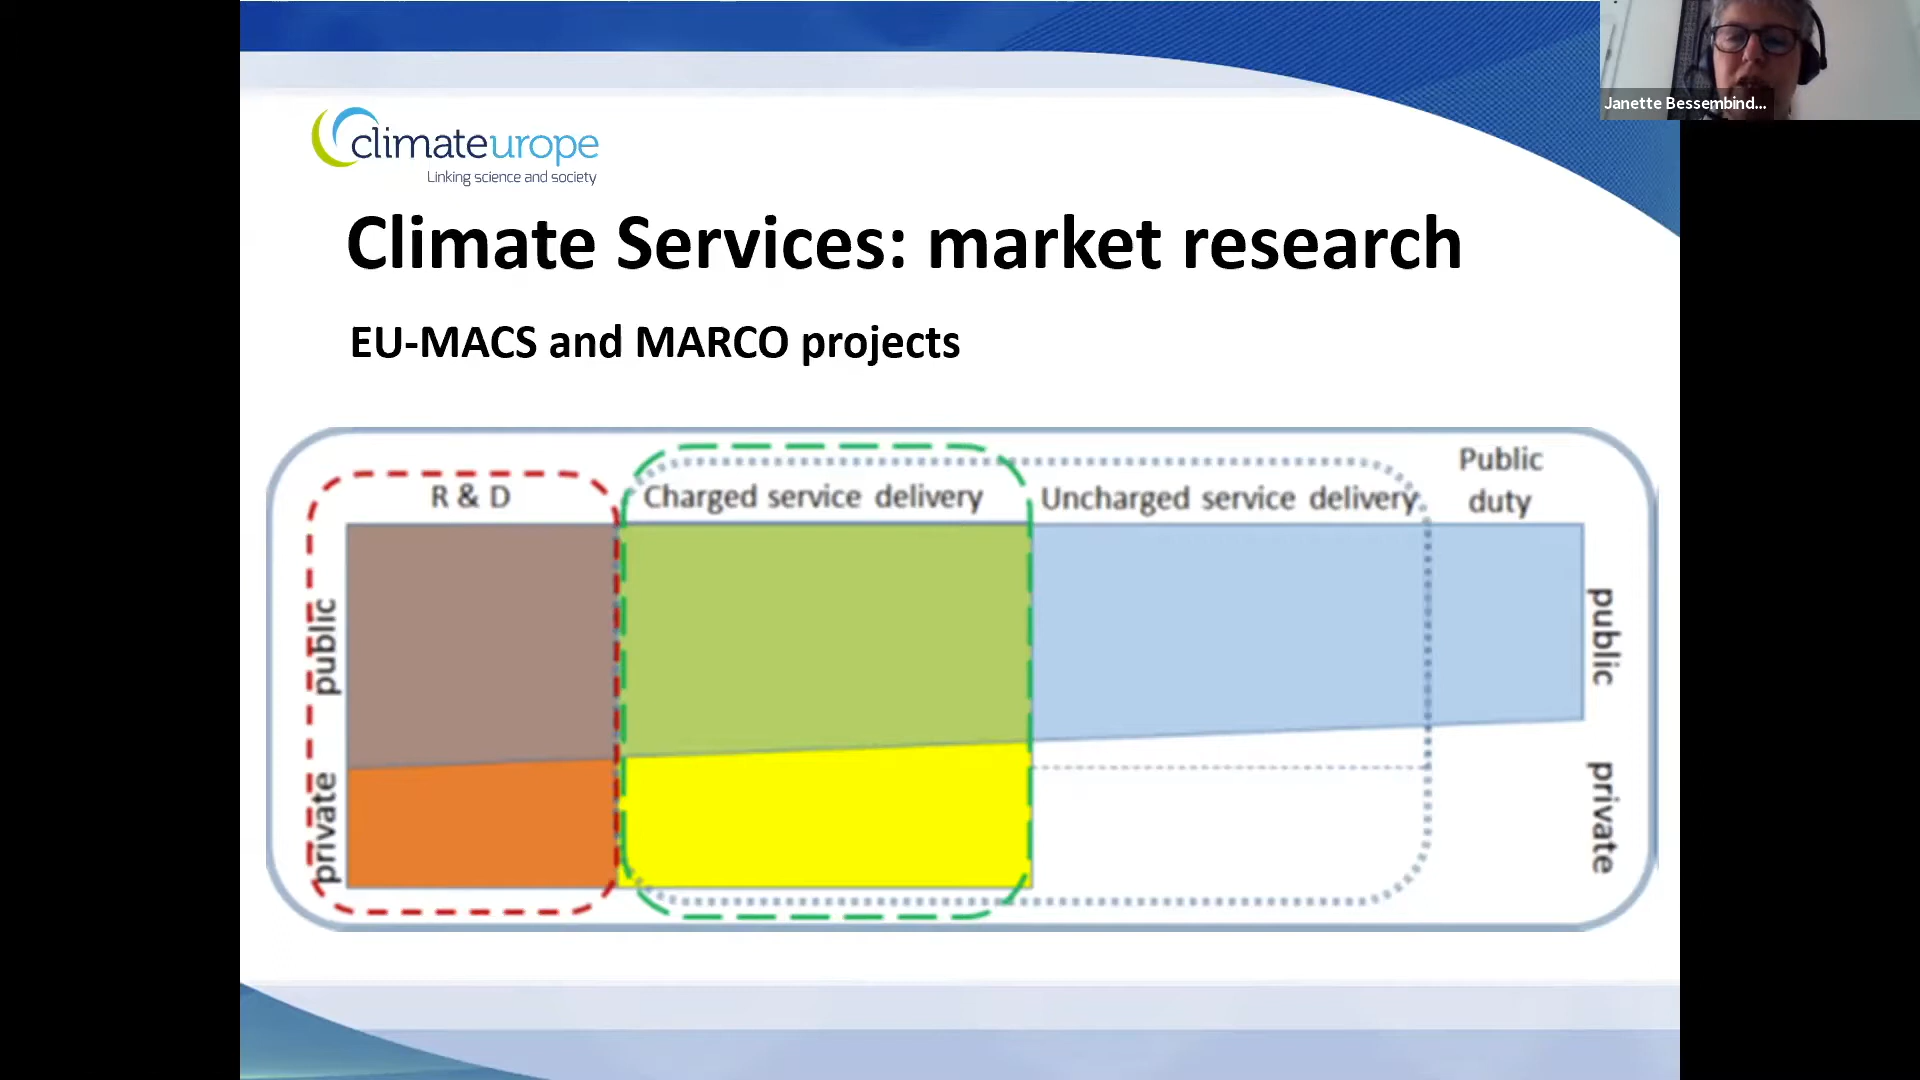 Janette Bessembind...
climateurope
Linking science and society
Climate Services: market research
EU-MACS and MARCO projects
R & D
Charged service delivery
Uncharged service delivery
Public
duty
public
private
public
private